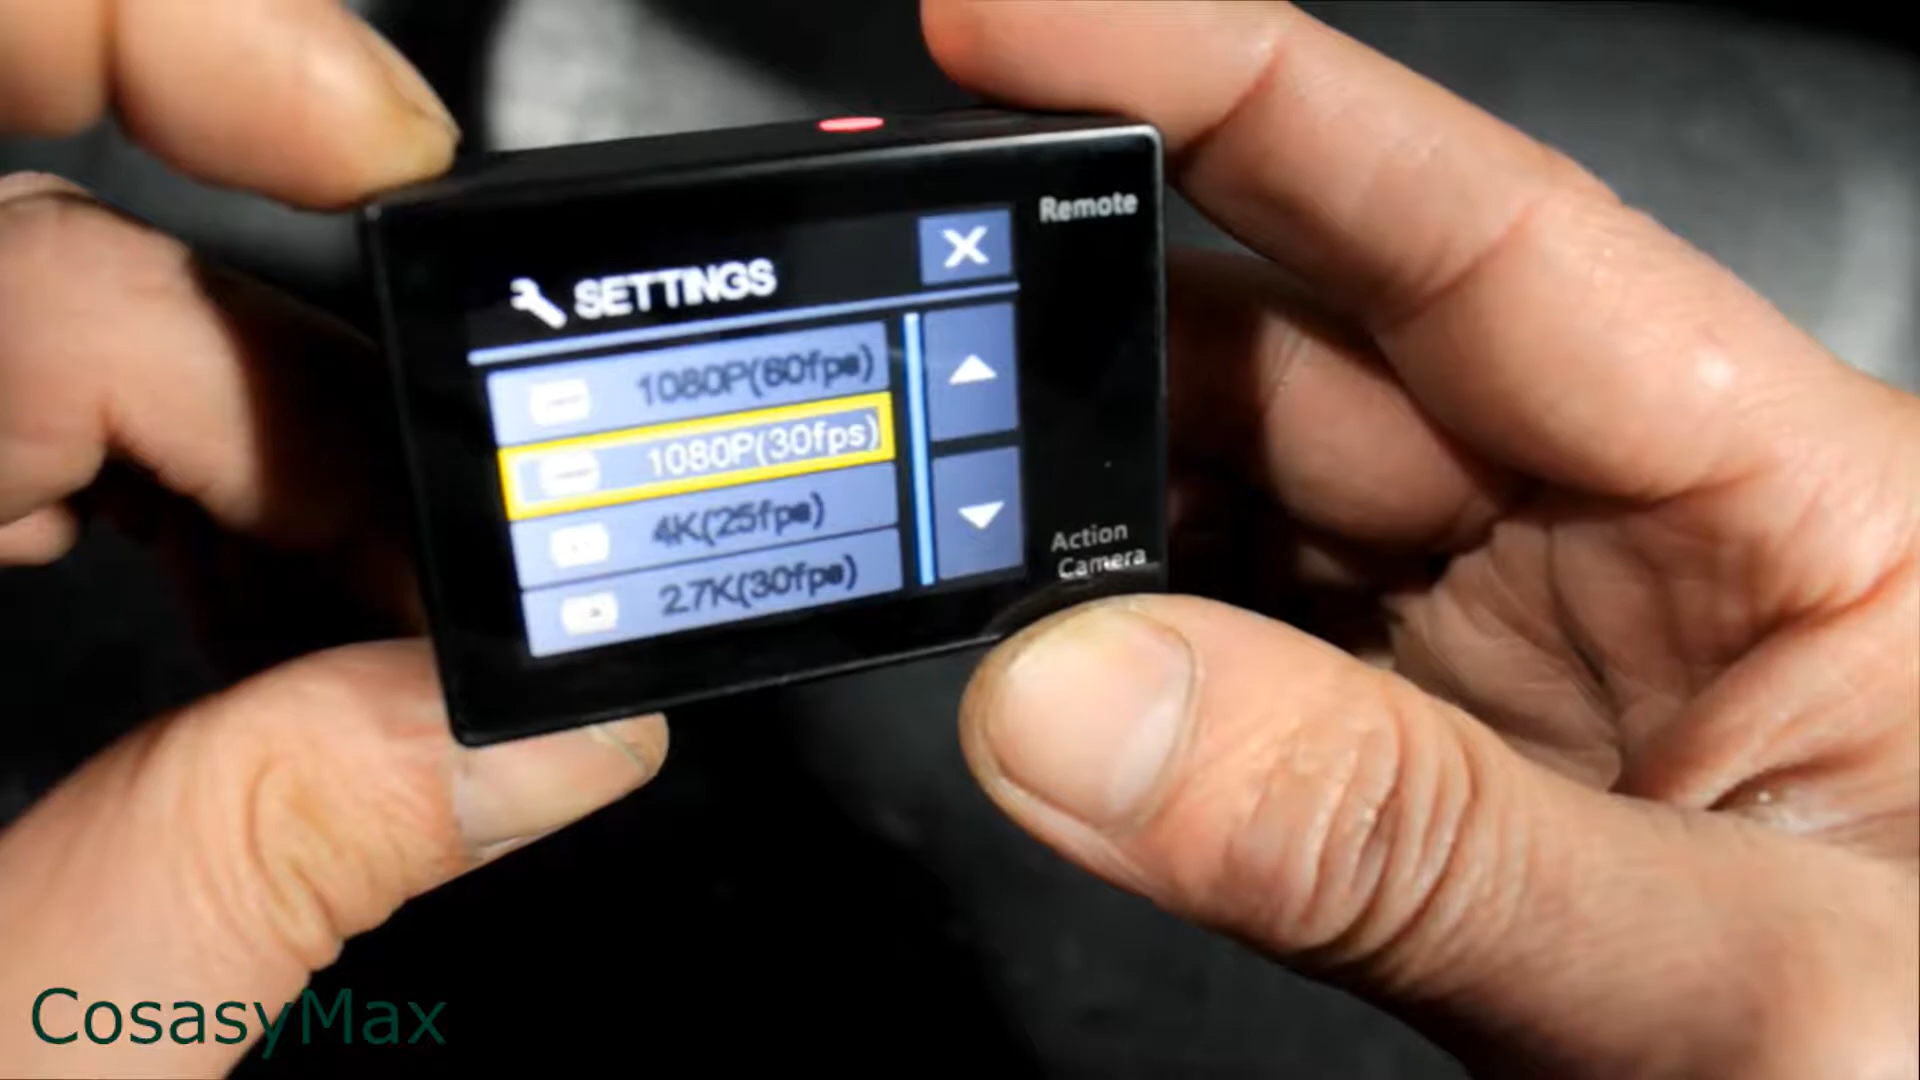 Remote
SETTINGS
1080P(60fps)
1080P(30fps)
4K(25fps)
2.7K(30fps)
Action
Camera
CosasyMax